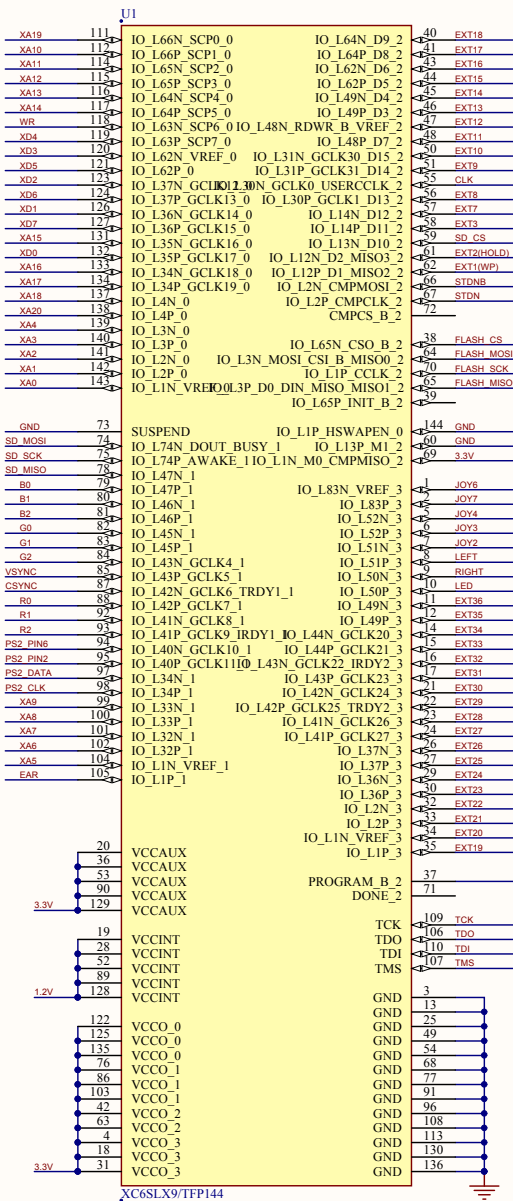 U1
XA19 111 IO_L66N_SCP0_0 IO_L64N_D9_2 40 EXT18
XA10 112 IO_L66P_SCP1_0 IO_L64P_D8_2 41 EXT17
XA11 114 IO_L65N_SCP2_0 IO_L62N_D6_2 43 EXT16
XA12 115 IO_L65P_SCP3_0 IO_L62P_D5_2 44 EXT15
XA13 116 IO_L64N_SCP4_0 IO_L49N_D4_2 45 EXT14
XA14 117 IO_L64P_SCP5_0 IO_L49P_D3_2 46 EXT13
WR 118 IO_L63N_SCP6_0 IO_L48N_RDWR_B_VREF_2 47 EXT12
XD4 119 IO_L63P_SCP7_0 IO_L48P_D7_2 48 EXT11
XD3 120 IO_L62N_VREF_0 IO_L31N_GCLK30_D15_2 50 EXT10
XD5 121 IO_L62P_0 IO_L31P_GCLK31_D14_2 51 EXT9
XD2 123 IO_L37N_GCLK12_0 IO_L30N_GCLK0_USERCCLK_2 55 CLK
XD6 124 IO_L37P_GCLK13_0 IO_L30P_GCLK1_D13_2 56 EXT8
XD1 126 IO_L36N_GCLK14_0 IO_L14N_D12_2 57 EXT7
XD7 127 IO_L36P_GCLK15_0 IO_L14P_D11_2 58 EXT3
XA15 131 IO_L35N_GCLK16_0 IO_L13N_D10_2 59 SD_CS
XD0 132 IO_L35P_GCLK17_0 IO_L12N_D2_MISO3_2 61 EXT2(HOLD)
XA16 133 IO_L34N_GCLK18_0 IO_L12P_D1_MISO2_2 62 EXT1(WP)
XA17 134 IO_L34P_GCLK19_0 IO_L2N_CMPMOSI_2 66 STDNB
XA18 137 IO_L4N_0 IO_L2P_CMPCLK_2 67 STDN
XA20 138 IO_L4P_0 CMPCS_B_2 72
XA4 139 IO_L3N_0
XA3 140 IO_L3P_0 IO_L65N_CSO_B_2 38 FLASH_CS
XA2 141 IO_L2N_0 IO_L3N_MOSI_CSI_B_MISO0_2 64 FLASH_MOSI
XA1 142 IO_L2P_0 IO_L1P_CCLK_2 70 FLASH_SCK
XA0 143 IO_L1N_VREF_0 IO_L3P_D0_DIN_MISO_MISO1_2 65 FLASH_MISO
IO_L65P_INIT_B_2 39
GND 73 SUSPEND IO_L1P_HSWAPEN_0 144 GND
SD_MOSI 74 IO_L74N_DOUT_BUSY_1 IO_L13P_M1_2 60 GND
SD_SCK 75 IO_L74P_AWAKE_1 IO_L1N_M0_CMPMISO_2 69 3.3V
SD_MISO 78 IO_L47N_1
B0 79 IO_L47P_1 IO_L83N_VREF_3 1 JOY6
B1 80 IO_L46N_1 IO_L83P_3 2 JOY7
B2 81 IO_L46P_1 IO_L52N_3 5 JOY4
G0 82 IO_L45N_1 IO_L52P_3 6 JOY3
G1 83 IO_L45P_1 IO_L51N_3 7 JOY2
G2 84 IO_L43N_GCLK4_1 IO_L51P_3 8 LEFT
VSYNC 85 IO_L43P_GCLK5_1 IO_L50N_3 9 RIGHT
CSYNC 87 IO_L42N_GCLK6_TRDY1_1 IO_L50P_3 10 LED
R0 88 IO_L42P_GCLK7_1 IO_L49N_3 11 EXT36
R1 92 IO_L41N_GCLK8_1 IO_L49P_3 12 EXT35
R2 93 IO_L41P_GCLK9_IRDY1_1 IO_L44N_GCLK20_3 14 EXT34
PS2_PIN6 94 IO_L40N_GCLK10_1 IO_L44P_GCLK21_3 15 EXT33
PS2_PIN2 95 IO_L40P_GCLK11_1 IO_L43N_GCLK22_IRDY2_3 16 EXT32
PS2_DATA 97 IO_L34N_1 IO_L43P_GCLK23_3 17 EXT31
PS2_CLK 98 IO_L34P_1 IO_L42N_GCLK24_3 21 EXT30
XA9 99 IO_L33N_1 IO_L42P_GCLK25_TRDY2_3 22 EXT29
XA8 100 IO_L33P_1 IO_L41N_GCLK26_3 23 EXT28
XA7 101 IO_L32N_1 IO_L41P_GCLK27_3 24 EXT27
XA6 102 IO_L32P_1 IO_L37N_3 26 EXT26
XA5 104 IO_L1N_VREF_1 IO_L37P_3 27 EXT25
EAR 105 IO_L1P_1 IO_L36N_3 29 EXT24
IO_L36P_3 30 EXT23
IO_L2N_3 32 EXT22
IO_L2P_3 33 EXT21
IO_L1N_VREF_3 34 EXT20
20 VCCAUX IO_L1P_3 35 EXT19
36 VCCAUX
53 VCCAUX PROGRAM_B_2 37
90 VCCAUX DONE_2 71
3.3V 129 VCCAUX
TCK 109 TCK
19 VCCINT TDO 106 TDO
28 VCCINT TDI 110 TDI
52 VCCINT TMS 107 TMS
89 VCCINT
1.2V 128 VCCINT GND 3
GND 13
122 VCCO_0 GND 25
125 VCCO_0 GND 49
135 VCCO_0 GND 54
76 VCCO_1 GND 68
86 VCCO_1 GND 77
103 VCCO_1 GND 91
42 VCCO_2 GND 96
63 VCCO_2 GND 108
4 VCCO_3 GND 113
18 VCCO_3 GND 130
3.3V 31 VCCO_3 GND 136
XC6SLX9/TFP144